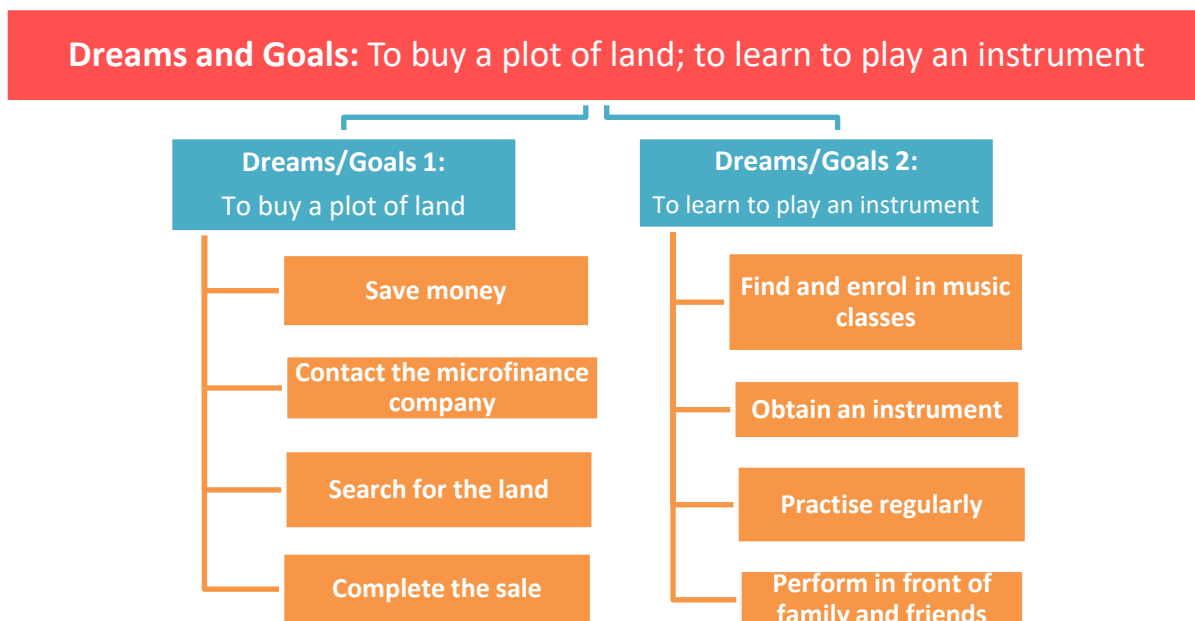 Dreams and Goals: To buy a plot of land; to learn to play an instrument
Dreams/Goals 1:
To buy a plot of land
Save money
Contact the microfinance
company
Search for the land
Complete the sale
Dreams/Goals 2:
To learn to play an instrument
Find and enrol in music
classes
Obtain an instrument
Practise regularly
Perform in front of
family and friends